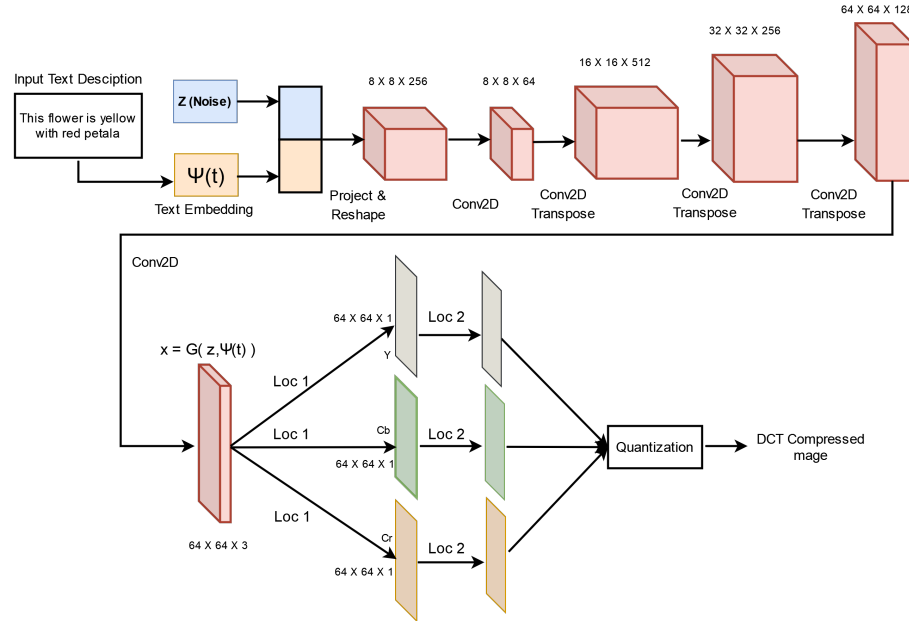 Input Text Desciption
This flower is yellow
with red petala
Z (Noise)
Ψ(t)
Text Embedding
8 X 8 X 256
Project &
Reshape
8 X 8 X 64
Conv2D
16 X 16 X 512
Conv2D
Transpose
32 X 32 X 256
Conv2D
Transpose
64 X 64 X 128
Conv2D
Transpose
Conv2D
x = G( z,Ψ(t) )
64 X 64 X 3
Loc 1
Loc 1
Loc 1
64 X 64 X 1
Y
Loc 2
Cb
64 X 64 X 1
Loc 2
Cr
64 X 64 X 1
Loc 2
Quantization
DCT Compressed
mage